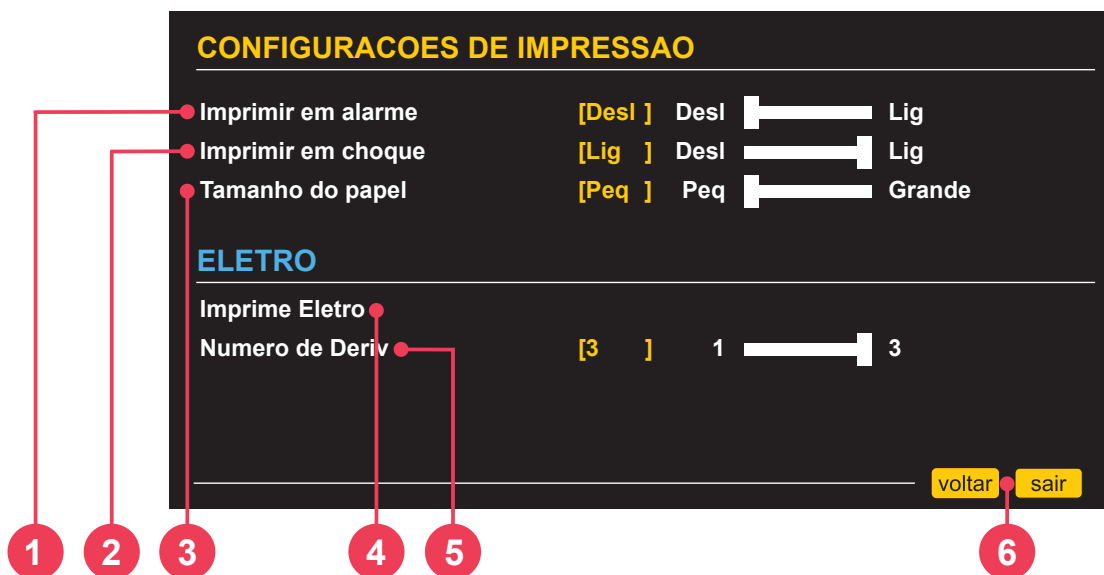 CONFIGURACOES DE IMPRESSAO
Imprimir em alarme [Desl ] Desl Lig
Imprimir em choque [Lig ] Desl Lig
Tamanho do papel [Peq ] Peq Grande
ELETRO
Imprime Eletro
Numero de Deriv [3 ] 1 3
voltar sair
1 2 3 4 5 6